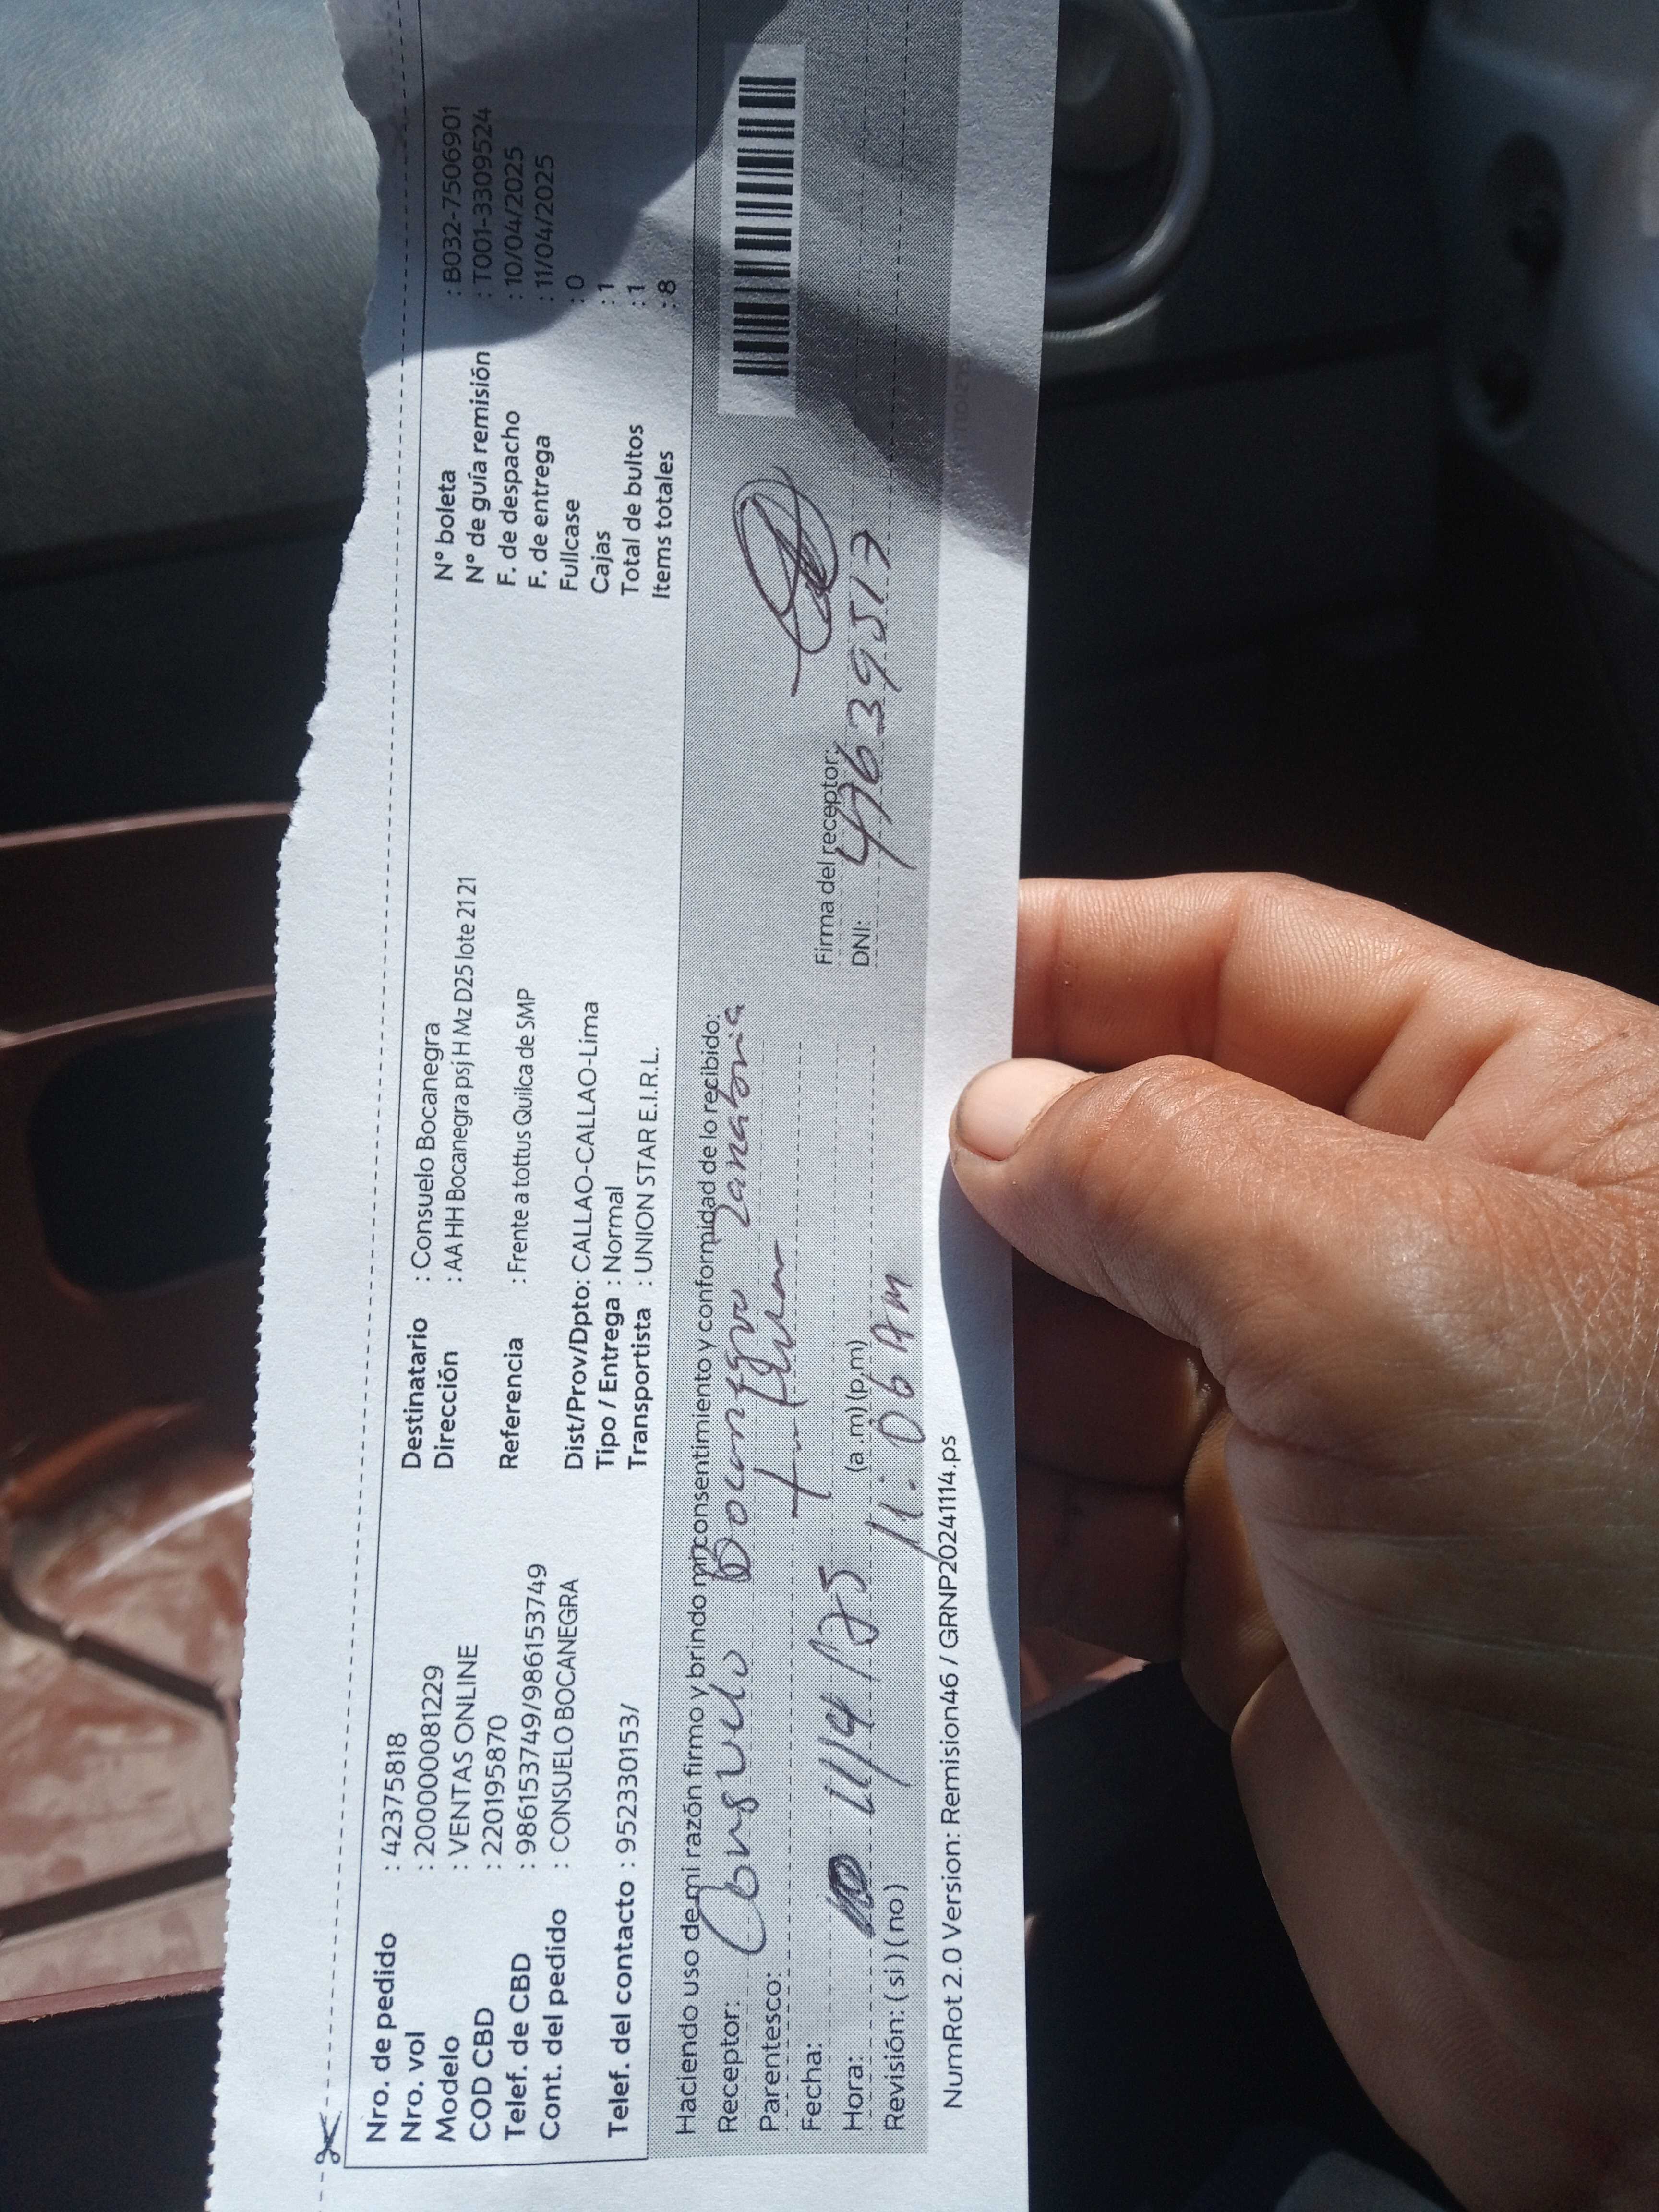 Nro. de pedido : 42375818
Nro. vol : 200000081229
Modelo : VENTAS ONLINE
COD CBD : 220195870
Telef. de CBD : 986153749/986153749
Cont. del pedido : CONSUELO BOCANEGRA
Telef. del contacto : 952330153/
Destinatario : Consuelo Bocanegra
Dirección : AA HH Bocanegra psj H Mz D25 lote 21 21
Referencia : Frente a tottus Quilca de SMP
Dist/Prov/Dpto: CALLAO-CALLAO-Lima
Tipo / Entrega : Normal
Transportista : UNION STAR E.I.R.L.
N° boleta : B032-7506901
N° de guía remisión : T001-3309524
F. de despacho : 10/04/2025
F. de entrega : 11/04/2025
Fullcase : 0
Cajas : 1
Total de bultos : 1
Items totales : 8
Haciendo uso de mi razón firmo y brindo mi consentimiento y conformidad de lo recibido:
Receptor: Consuelo Bocanegra Zanabria
Parentesco: Titular
Fecha: 11/4/25
Hora: (a .m) (p.m) 11:06 AM
Revisión: ( si ) ( no )
Firma del receptor:
DNI: 47639517
NumRot 2.0 Version: Remision46 / GRNP20241114.ps